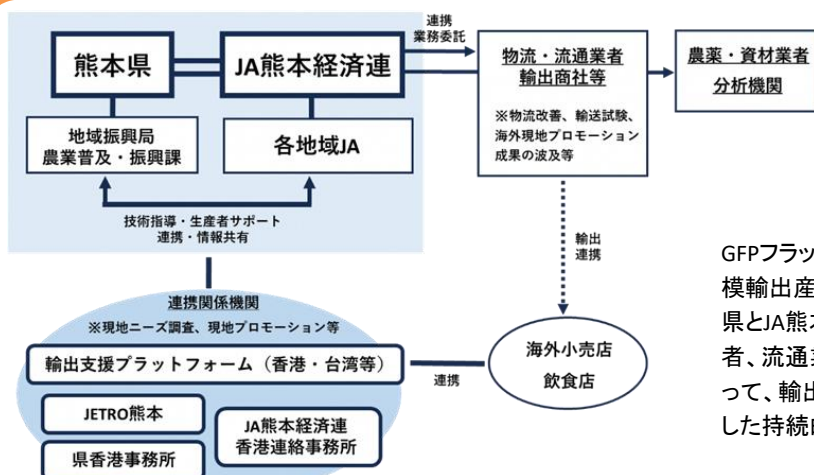 連携
業務委託
熊本県
JA熊本経済連
物流・流通業者
輸出商社等
※物流改善、輸送試験、
海外現地プロモーション
成果の波及等
農薬・資材業者
分析機関
地域振興局
農業普及・振興課
各地域JA
技術指導・生産者サポート
連携・情報共有
輸出
連携
連携関係機関
※現地ニーズ調査、現地プロモーション等
輸出支援プラットフォーム（香港・台湾等）
連携
海外小売店
飲食店
JETRO熊本
県香港事務所
JA熊本経済連
香港連絡事務所
GFPフラッ
模輸出産
県とJA熊
者、流通
って、輸出
した持続